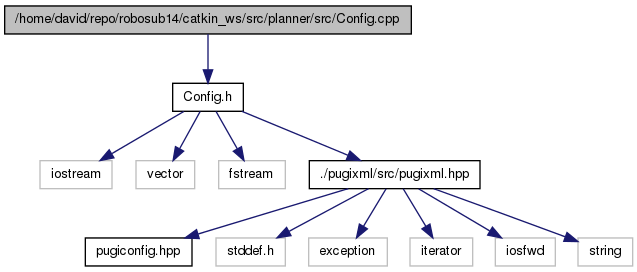 /home/david/repo/robosub14/catkin_ws/src/planner/src/Config.cpp
Config.h
iostream
vector
fstream
./pugixml/src/pugixml.hpp
pugiconfig.hpp
stddef.h
exception
iterator
iosfwd
string